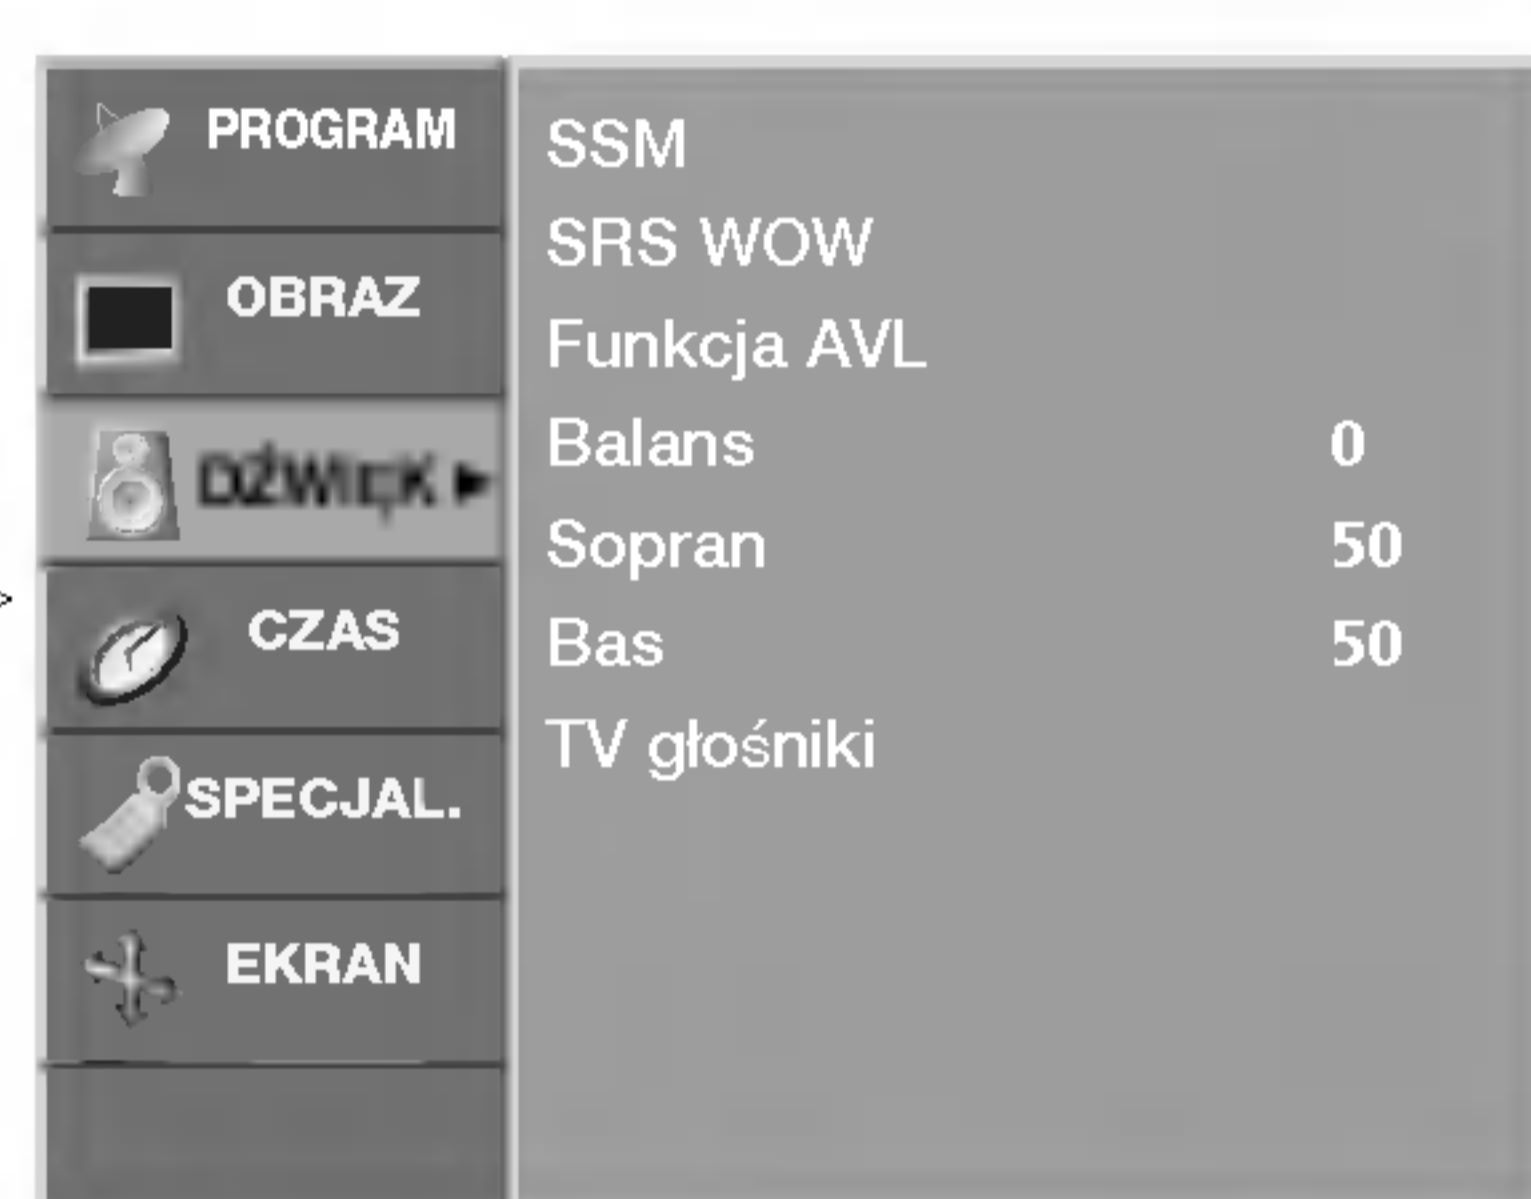 PROGRAM
OBRAZ
DŹWIĘK ►
CZAS
SPECJAL.
EKRAN
SSM
SRS WOW
Funkcja AVL
Balans 0
Sopran 50
Bas 50
TV głośniki